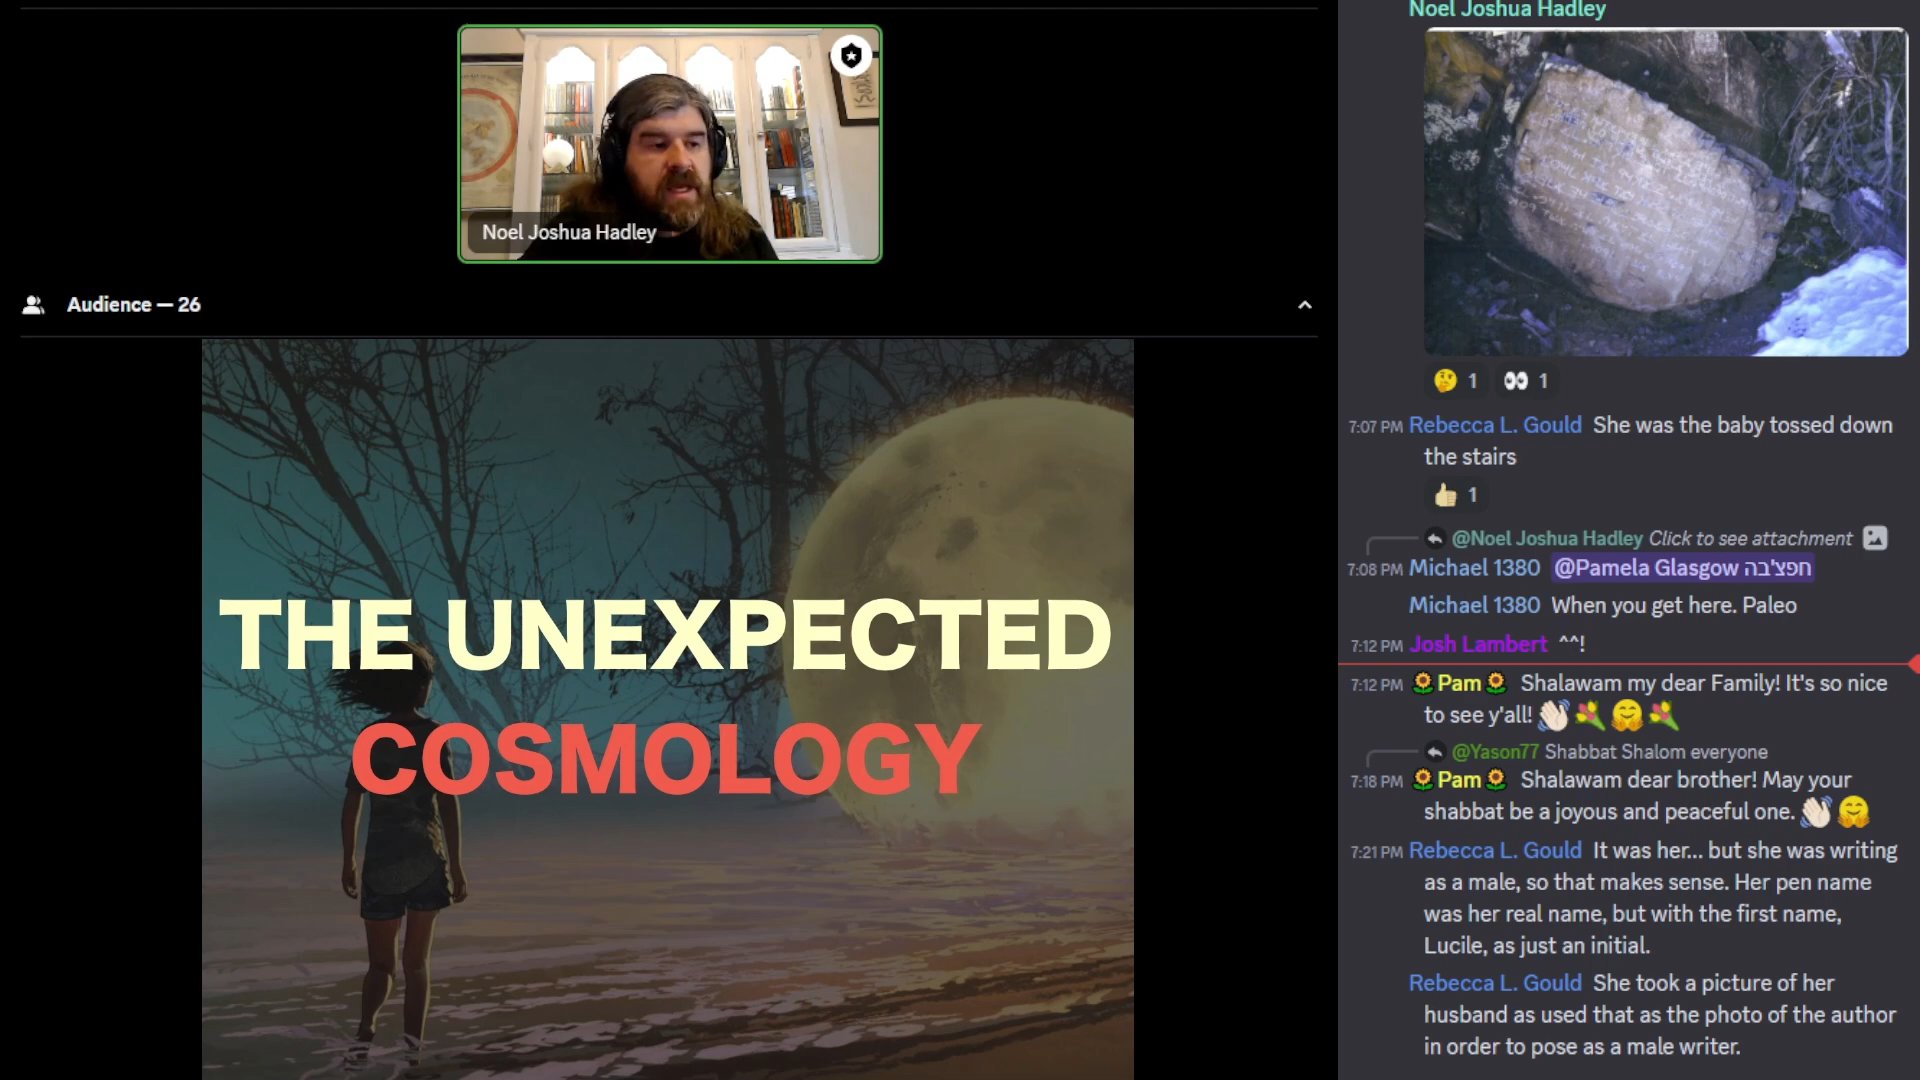 Noel Joshua Hadley
Audience — 26
THE UNEXPECTED
COSMOLOGY
Noel Joshua Hadley
1
1
7:07 PM Rebecca L. Gould She was the baby tossed down
the stairs
1
@Noel Joshua Hadley Click to see attachment
7:08 PM Michael 1380 @Pamela Glasgow חפצ'בה
Michael 1380 When you get here. Paleo
7:12 PM Josh Lambert ^^!
7:12 PM 🌻Pam🌻 Shalawam my dear Family! It's so nice
to see y'all! 👋🏻💐🤗💐
@Yason77 Shabbat Shalom everyone
7:18 PM 🌻Pam🌻 Shalawam dear brother! May your
shabbat be a joyous and peaceful one. 👋🏻🤗
7:21 PM Rebecca L. Gould It was her... but she was writing
as a male, so that makes sense. Her pen name
was her real name, but with the first name,
Lucile, as just an initial.
Rebecca L. Gould She took a picture of her
husband as used that as the photo of the author
in order to pose as a male writer.